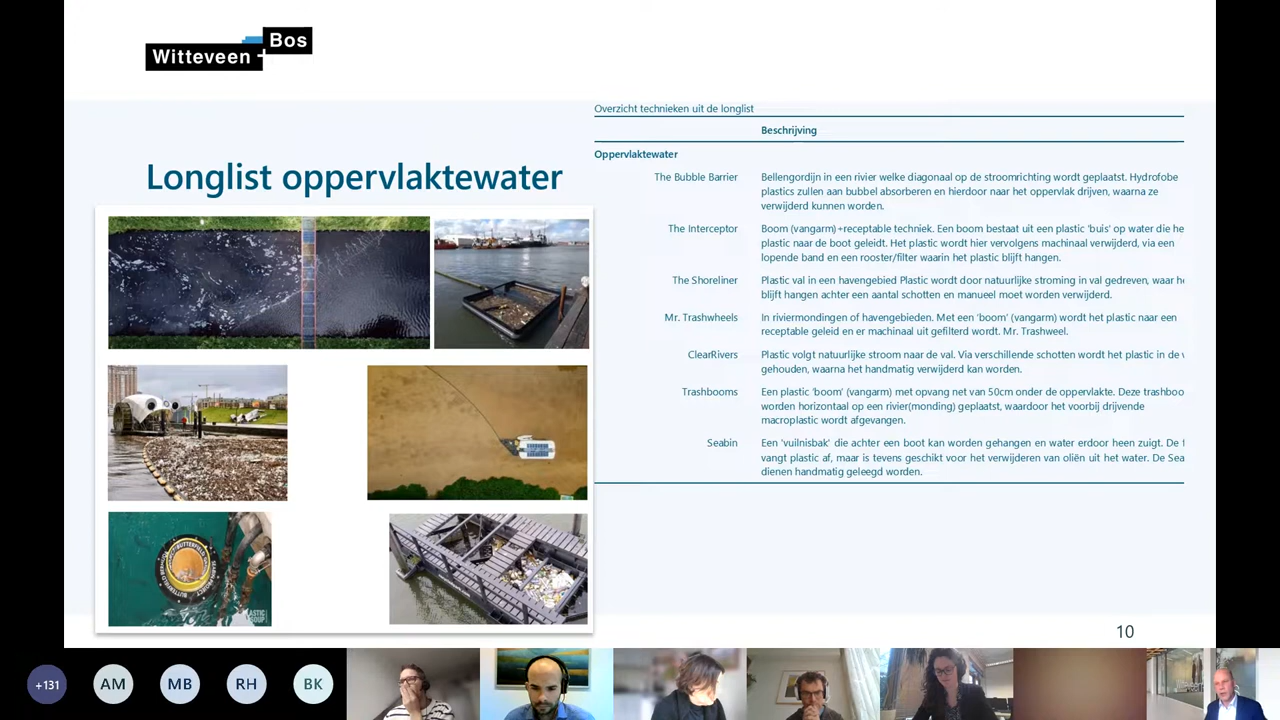 Witteveen + Bos
Longlist oppervlaktewater
Overzicht technieken uit de longlist
Beschrijving
Oppervlaktewater
The Bubble Barrier
Bellengordijn in een rivier welke diagonaal op de stroomrichting wordt geplaatst. Hydrofobe
plastics zullen aan bubbel absorberen en hierdoor naar het oppervlak drijven, waarna ze
verwijderd kunnen worden.
The Interceptor
Boom (vangarm)+receptable techniek. Een boom bestaat uit een plastic 'buis' op water die he
plastic naar de boot geleidt. Het plastic wordt hier vervolgens machinaal verwijderd, via een
lopende band en een rooster/filter waarin het plastic blijft hangen.
The Shoreliner
Plastic val in een havengebied Plastic wordt door natuurlijke stroming in val gedreven, waar he
blijft hangen achter een aantal schotten en manueel moet worden verwijderd.
Mr. Trashwheels
In riviermondingen of havengebieden. Met een 'boom' (vangarm) wordt het plastic naar een
receptable geleid en er machinaal uit gefilterd wordt. Mr. Trashweel.
ClearRivers
Plastic volgt natuurlijke stroom naar de val. Via verschillende schotten wordt het plastic in de
gehouden, waarna het handmatig verwijderd kan worden.
Trashbooms
Een plastic 'boom' (vangarm) met opvang net van 50cm onder de oppervlakte. Deze trashboo
worden horizontaal op een rivier(monding) geplaatst, waardoor het voorbij drijvende
macroplastic wordt afgevangen.
Seabin
Een 'vuilnisbak' die achter een boot kan worden gehangen en water erdoor heen zuigt. De
vangt plastic af, maar is tevens geschikt voor het verwijderen van oliën uit het water. De Sea
dienen handmatig geleegd worden.
10
+131
AM
MB
RH
BK